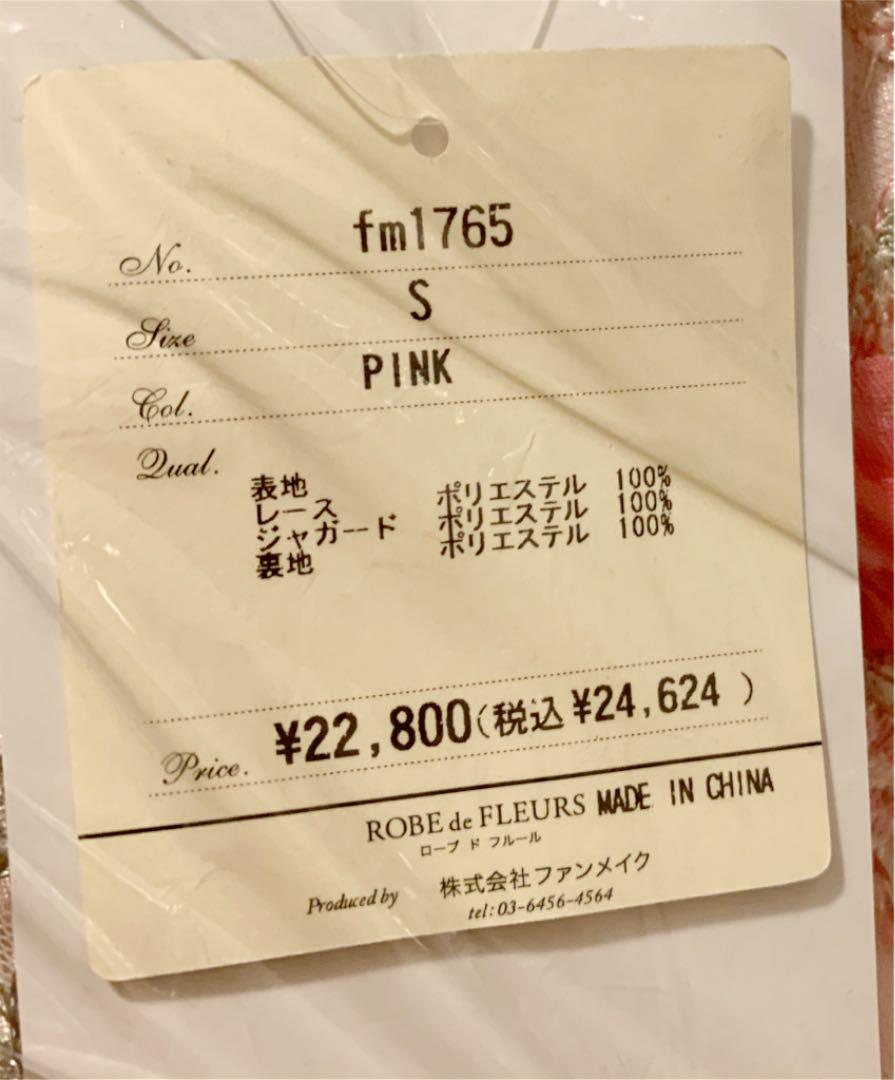 No. fm1765
Size S
Col. PINK
Qual.
表地 ポリエステル 100%
レース ポリエステル 100%
ジャガード ポリエステル 100%
裏地
Price. ¥22,800(税込 ¥24,624 )
ROBE de FLEURS MADE IN CHINA
ローブ ド フルール
Produced by 株式会社ファンメイク
tel: 03-6456-4564